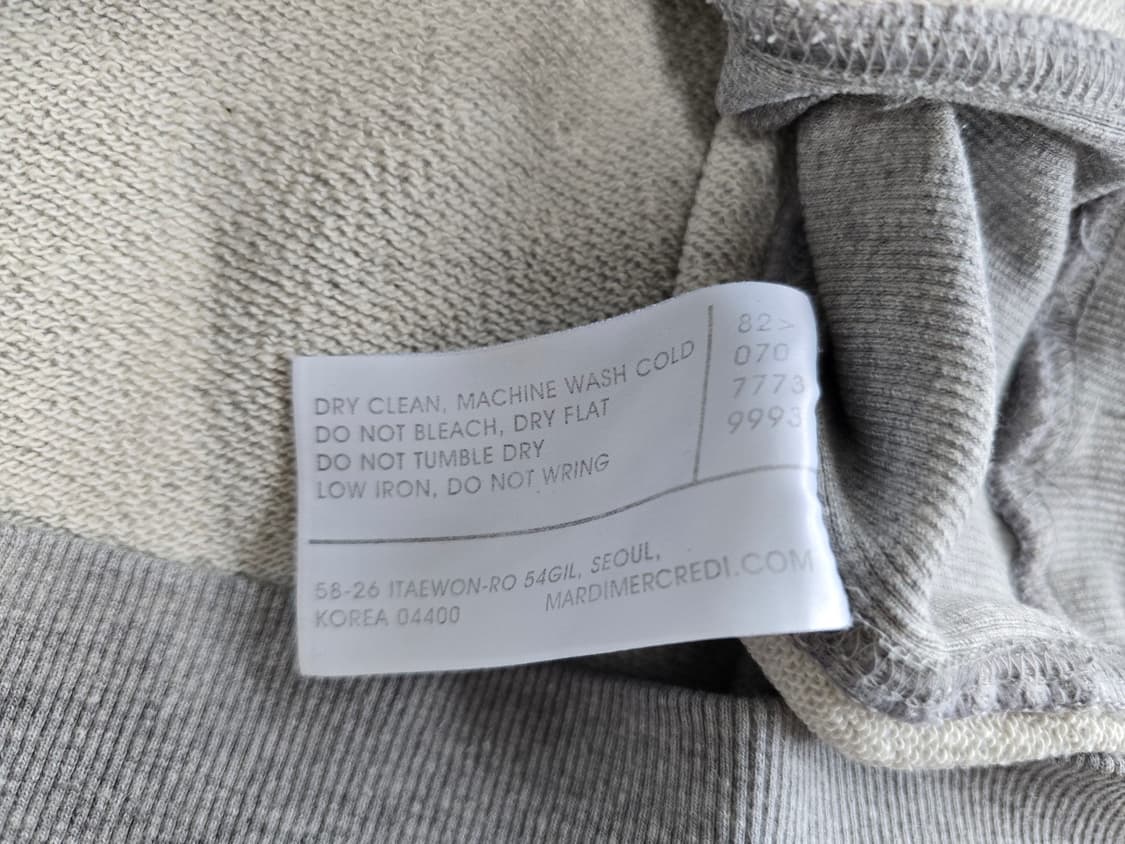 DRY CLEAN, MACHINE WASH COLD
DO NOT BLEACH, DRY FLAT
DO NOT TUMBLE DRY
LOW IRON, DO NOT WRING
82>
070
7773
9993
58-26 ITAEWON-RO 54GIL, SEOUL,
KOREA 04400
MARDIMERCREDI.COM